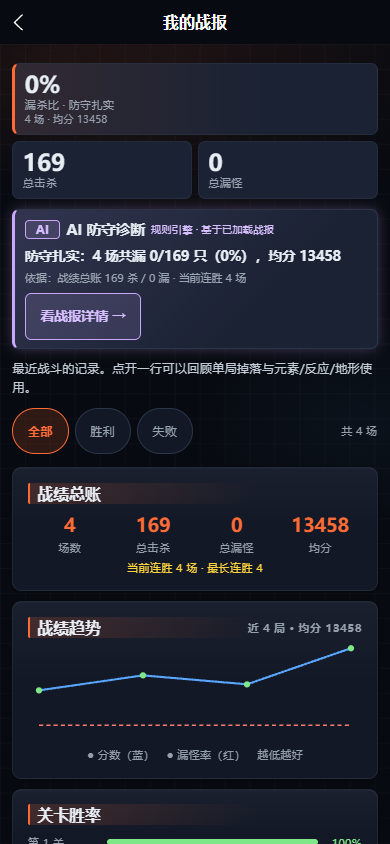 我的战报
0%
漏杀比 · 防守扎实
4 场 · 均分 13458
169
总击杀
0
总漏怪
AI AI 防守诊断 规则引擎 · 基于已加载战报
防守扎实：4 场共漏 0/169 只（0%），均分 13458
依据：战绩总账 169 杀 / 0 漏 · 当前连胜 4 场
看战报详情 →
最近战斗的记录。点开一行可以回顾单局掉落与元素/反应/地形使
用。
全部 胜利 失败 共 4 场
战绩总账
4 169 0 13458
场数 总击杀 总漏怪 均分
当前连胜 4 场 · 最长连胜 4
战绩趋势 近 4 局 • 均分 13458
● 分数（蓝） ● 漏怪率（红） 越低越好
关卡胜率
第 1 关 100%